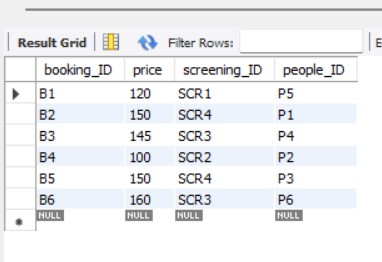 Result Grid Filter Rows: E
booking_ID price screening_ID people_ID
B1 120 SCR1 P5
B2 150 SCR4 P1
B3 145 SCR3 P4
B4 100 SCR2 P2
B5 150 SCR4 P3
B6 160 SCR3 P6
NULL NULL NULL NULL